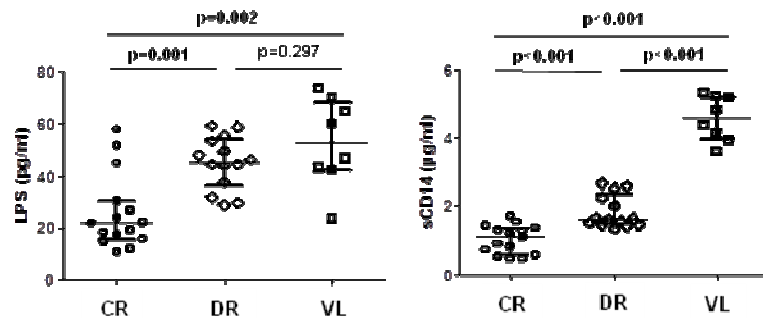 p=0.002
p=0.001
p=0.297
80
60
40
20
0
LPS (pg/ml)
CR
DR
VL
p<0.001
p<0.001
p<0.001
6
4
2
0
sCD14 (µg/ml)
CR
DR
VL